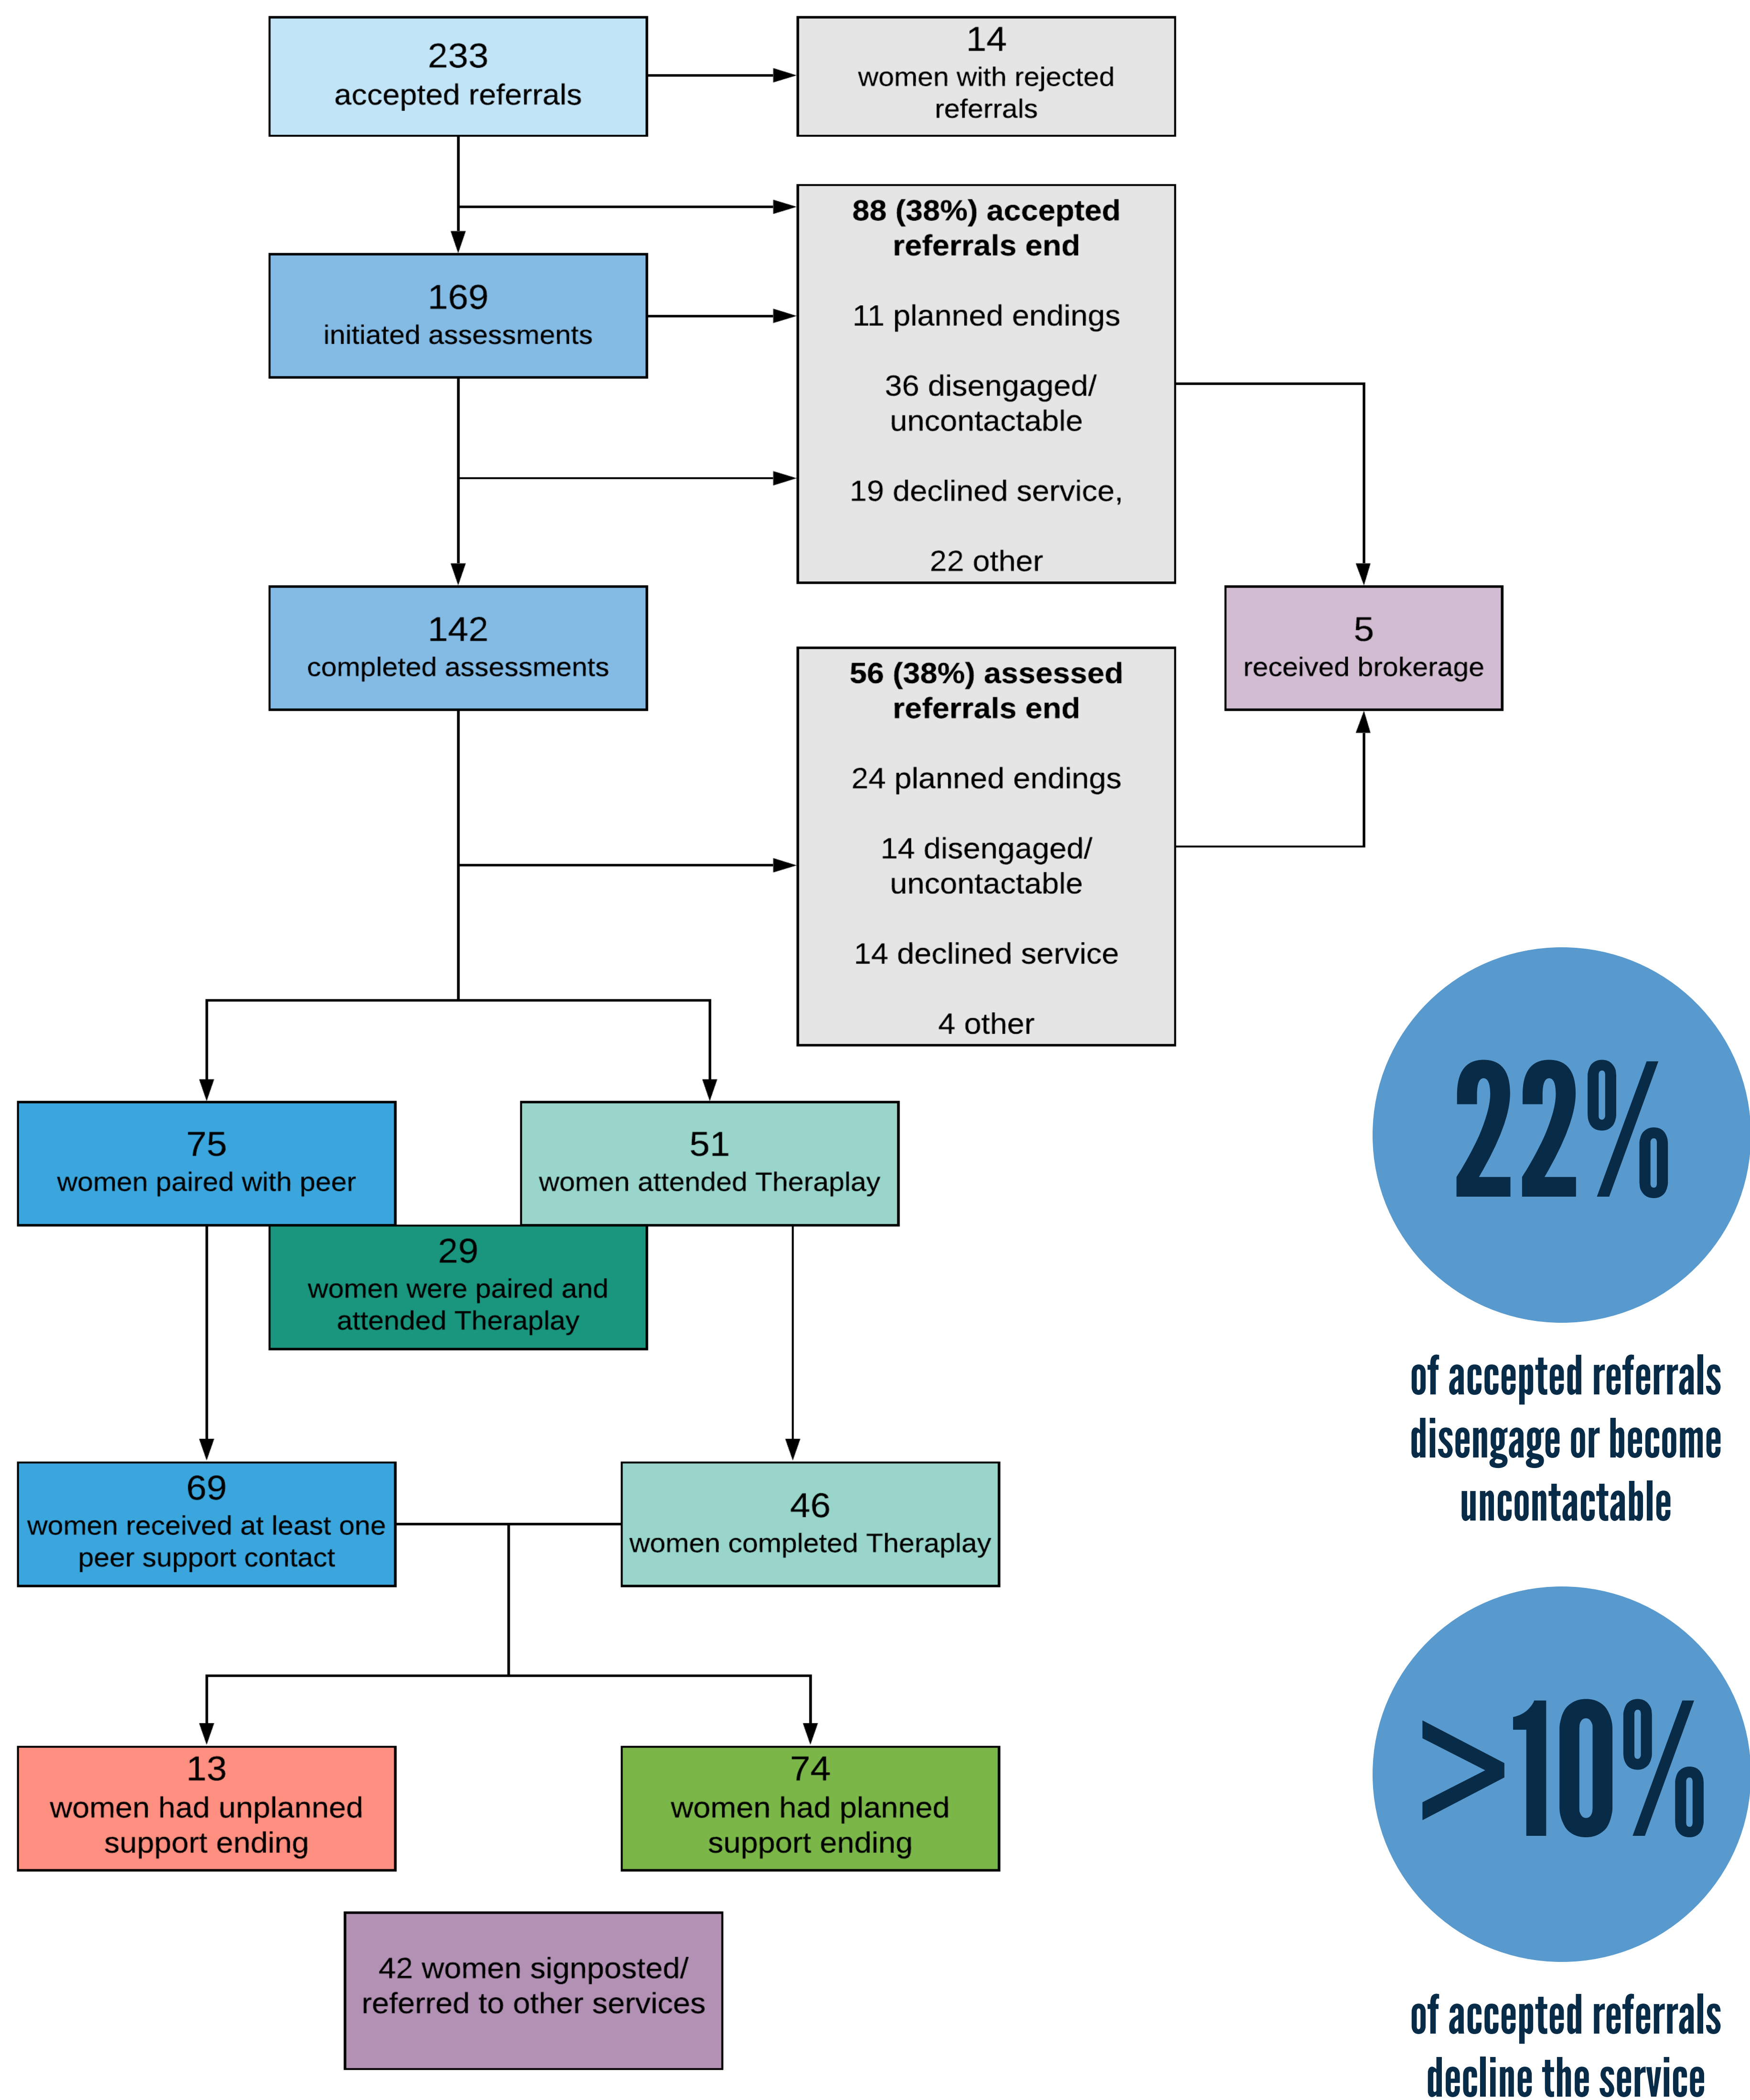 233
accepted referrals
14
women with rejected
referrals
88 (38%) accepted
referrals end
11 planned endings
36 disengaged/
uncontactable
19 declined service,
22 other
169
initiated assessments
142
completed assessments
5
received brokerage
56 (38%) assessed
referrals end
24 planned endings
14 disengaged/
uncontactable
14 declined service
4 other
75
women paired with peer
51
women attended Theraplay
29
women were paired and
attended Theraplay
69
women received at least one
peer support contact
46
women completed Theraplay
13
women had unplanned
support ending
74
women had planned
support ending
42 women signposted/
referred to other services
22%
of accepted referrals
disengage or become
uncontactable
>10%
of accepted referrals
decline the service